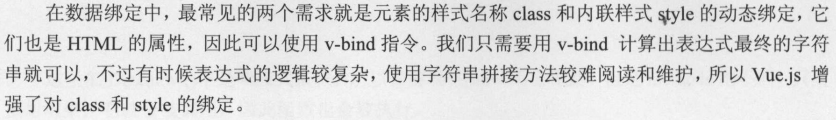 在数据绑定中，最常见的两个需求就是元素的样式名称 class 和内联样式 style 的动态绑定，它
们也是 HTML 的属性，因此可以使用 v-bind 指令。我们只需要用 v-bind 计算出表达式最终的字符
串就可以，不过有时候表达式的逻辑较复杂，使用字符串拼接方法较难阅读和维护，所以 Vue.js 增
强了对 class 和 style 的绑定。